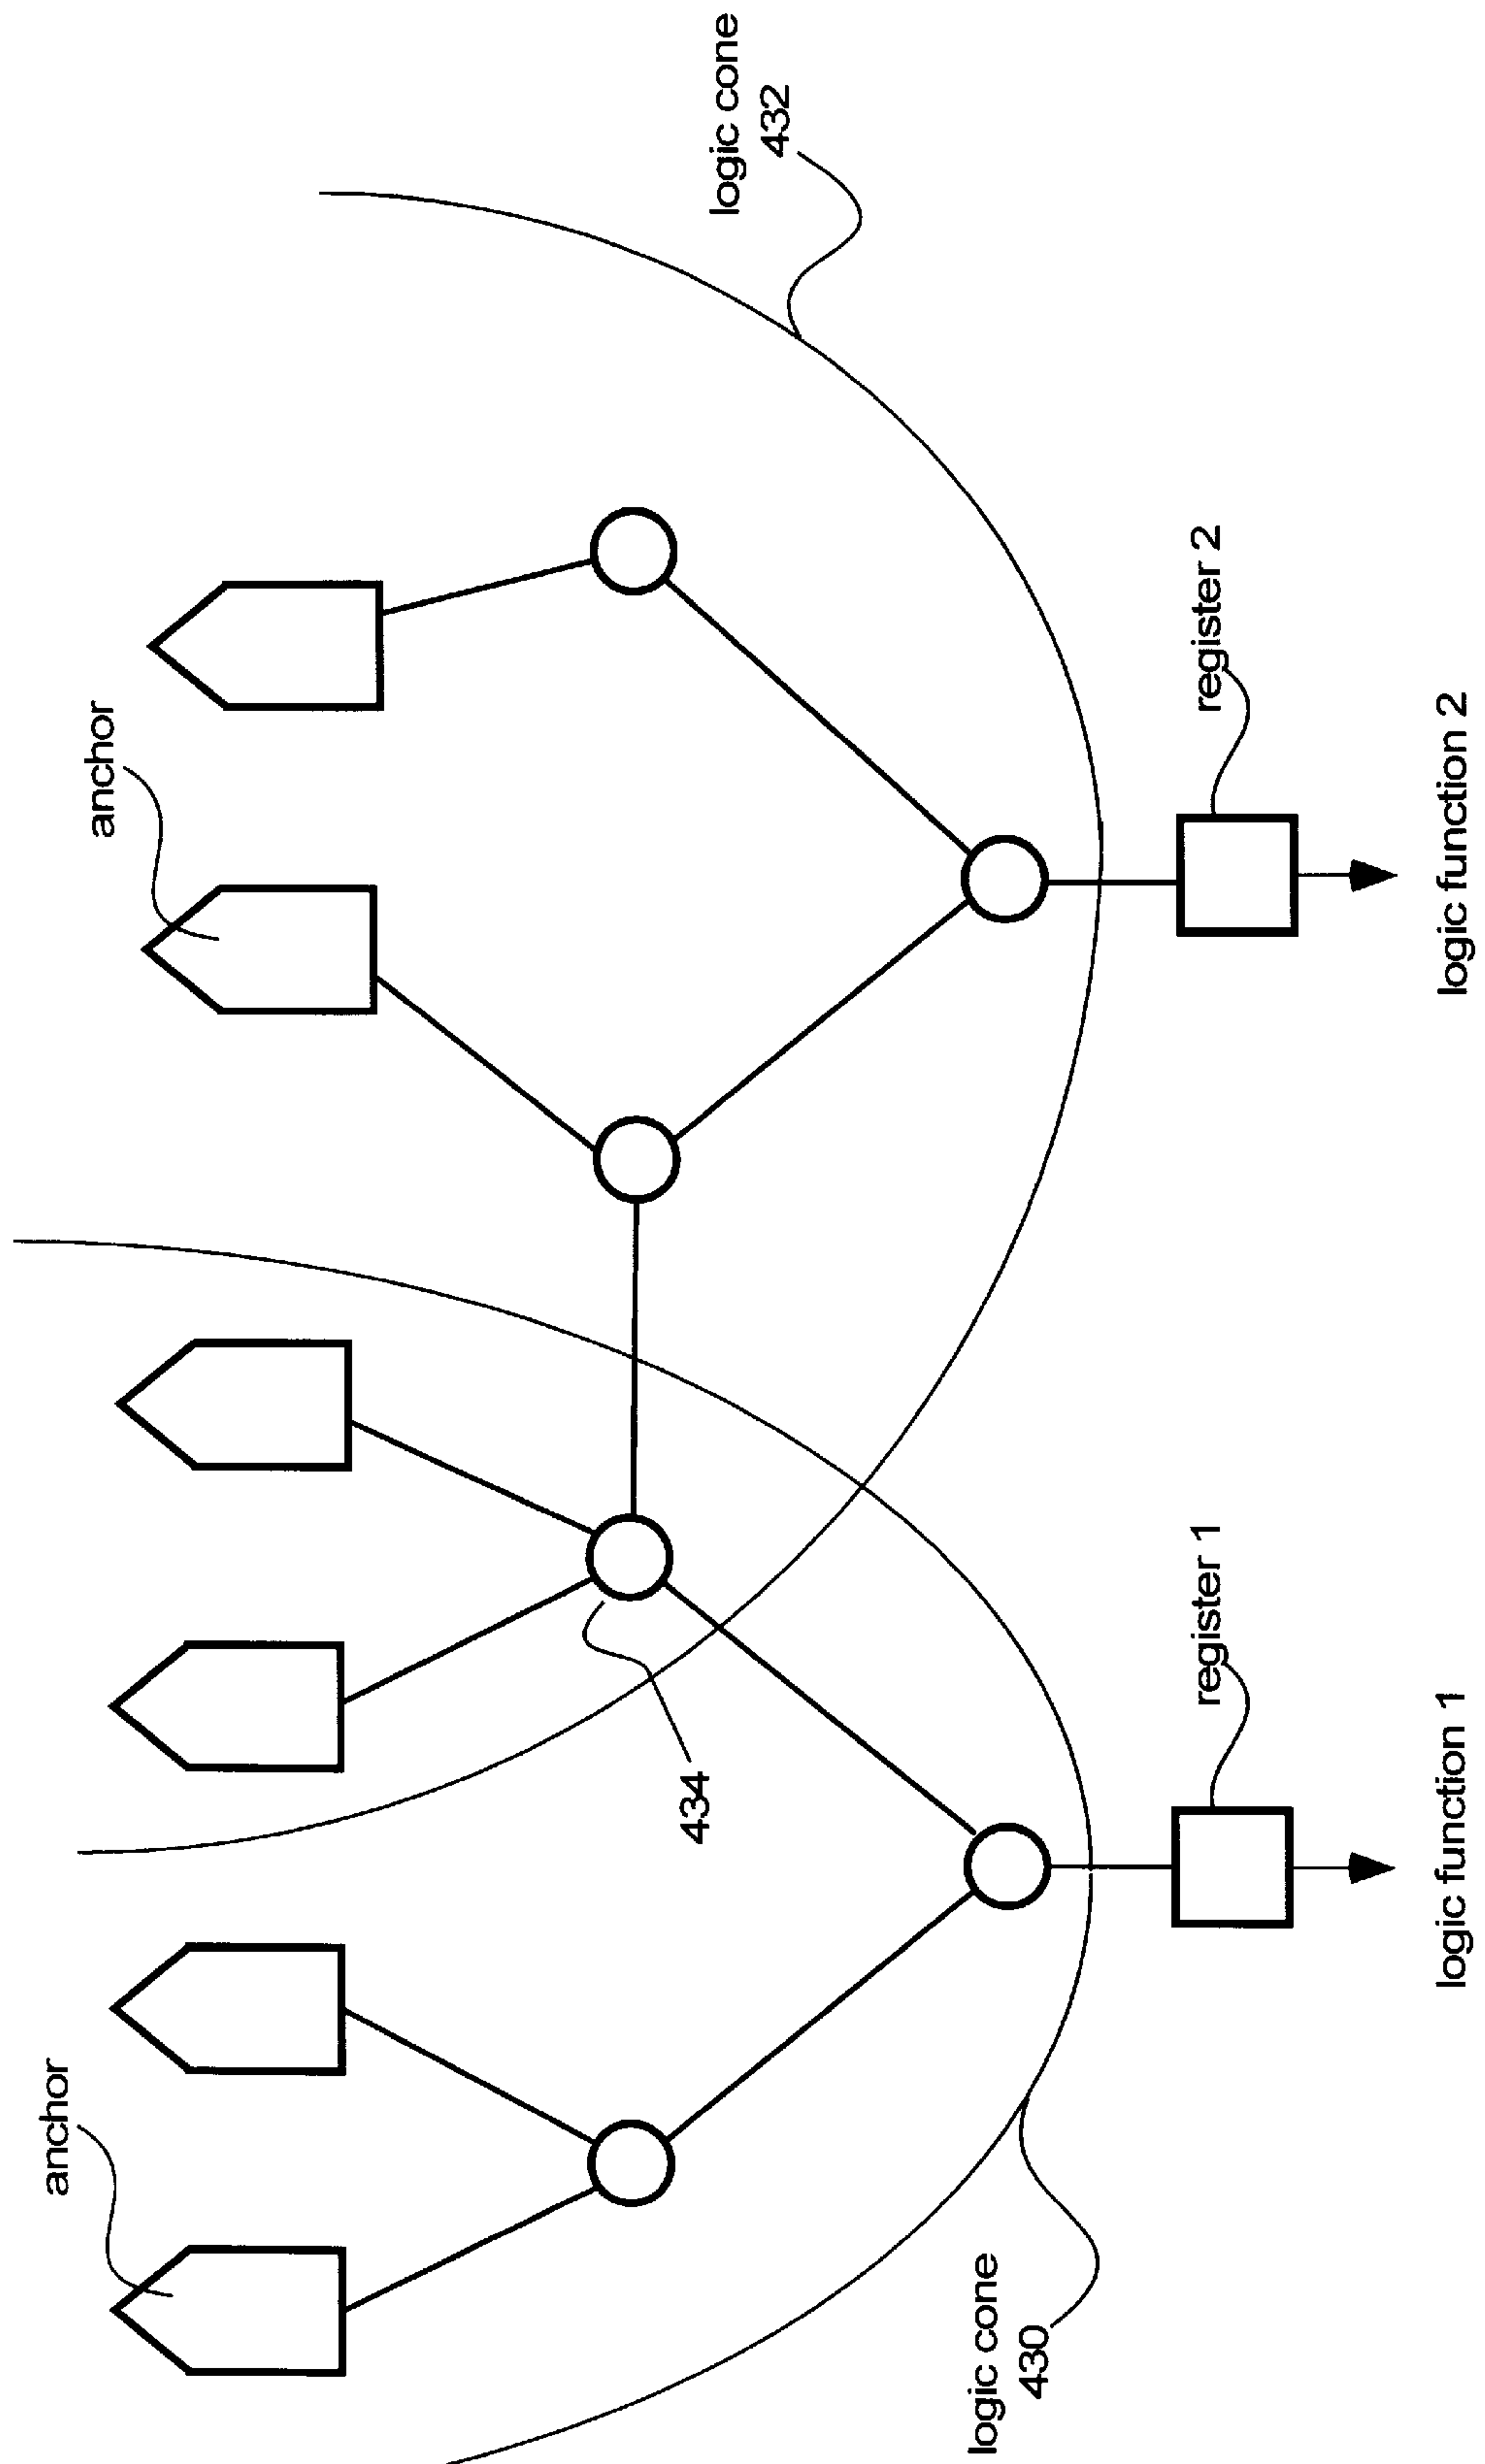 anchor
anchor
logic cone
430
434
logic cone
432
register 1
register 2
logic function 1
logic function 2